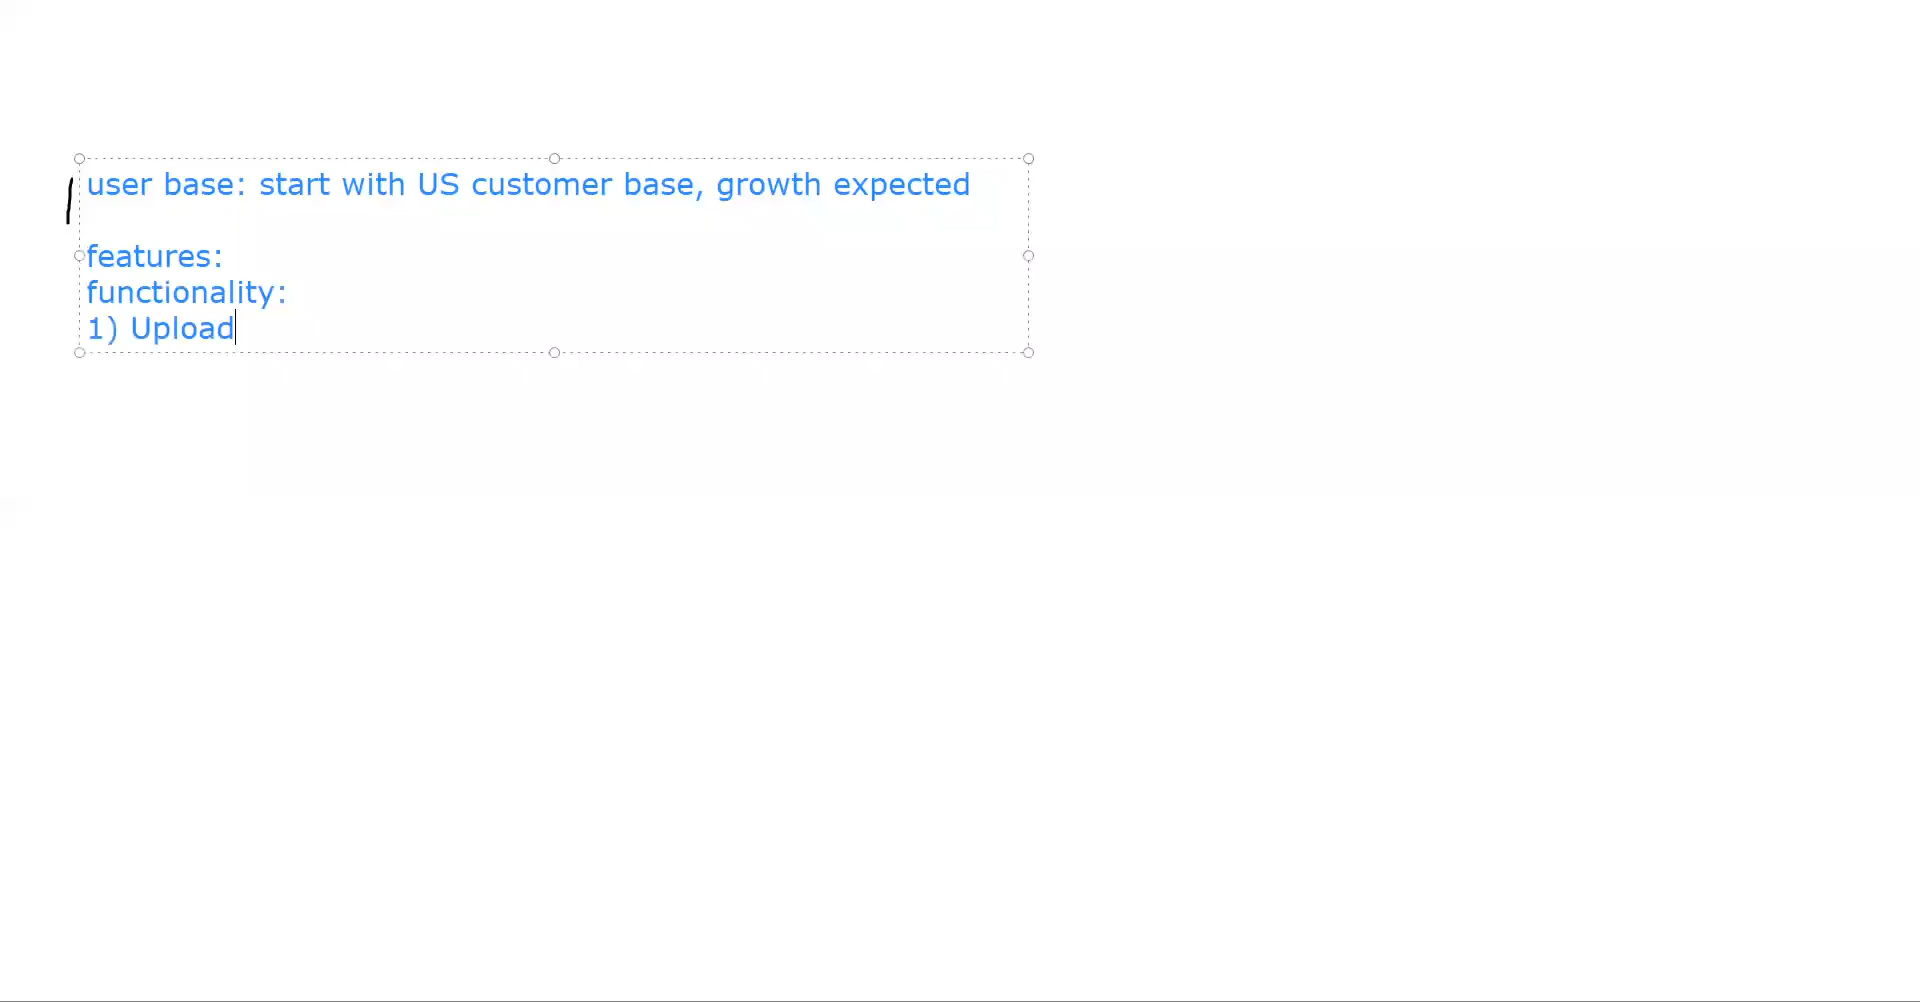 user base: start with US customer base, growth expected
features:
functionality:
1) Upload